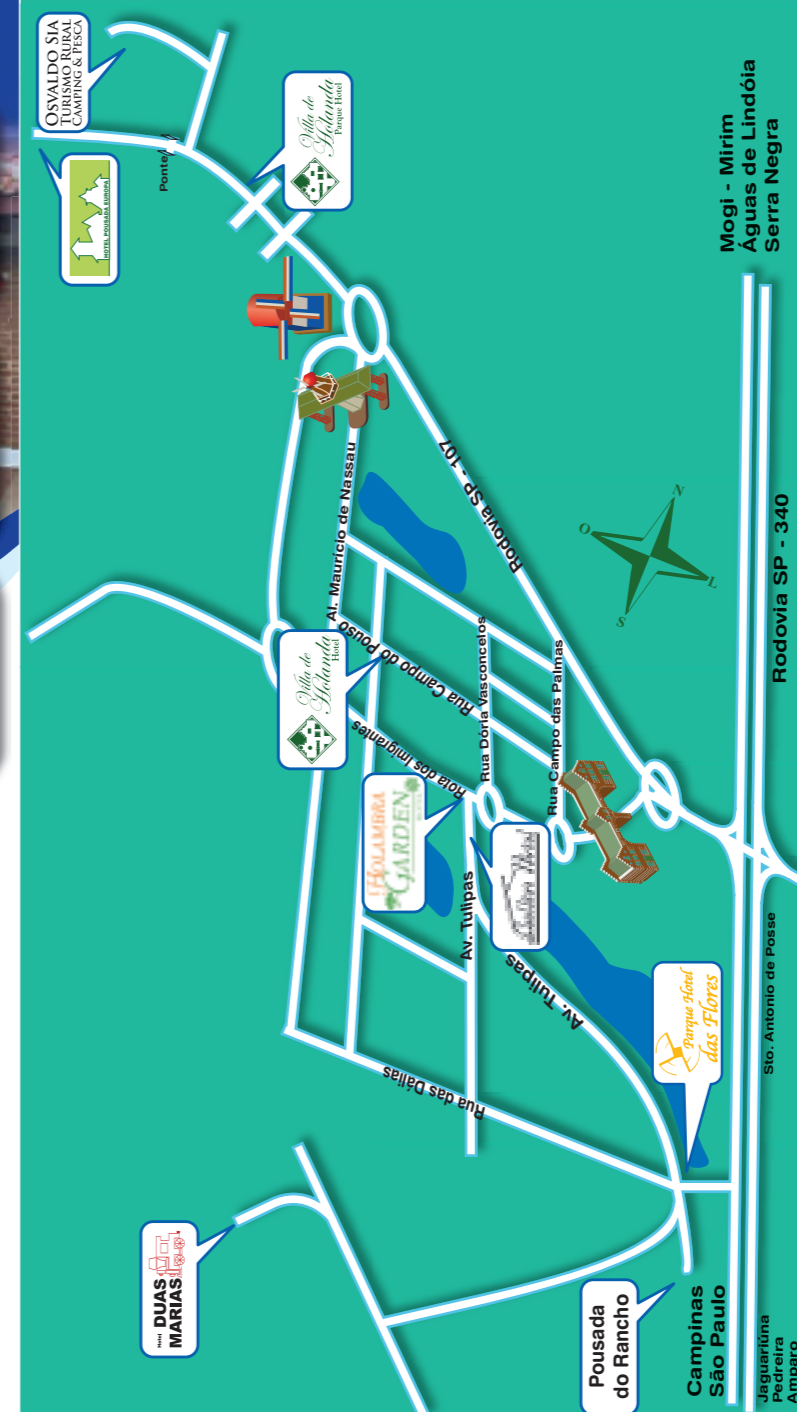 OSVALDO SIA
TURISMO RURAL
CAMPING & PESCA
HOTEL POUSADA EUROPA
Ponte
Villa de
Holanda
Parque Hotel
Mogi - Mirim
Águas de Lindóia
Serra Negra
Al. Maurício de Nassau
Rodovia SP - 107
N
O
L
S
Rodovia SP - 340
Villa de
Holanda
Hotel
Rua Campo do Pouso
Rota dos Imigrantes
Rua Dória Vasconcelos
Rua Campo das Palmas
HOLAMBRA
GARDEN
HOTEL
Av. Tulipas
Av. Tulipas
Rua das Dálias
Parque Hotel
das Flores
Sto. Antonio de Posse
Hotel DUAS
MARIAS
Pousada
do Rancho
Campinas
São Paulo
Jaguariúna
Pedreira
Amparo